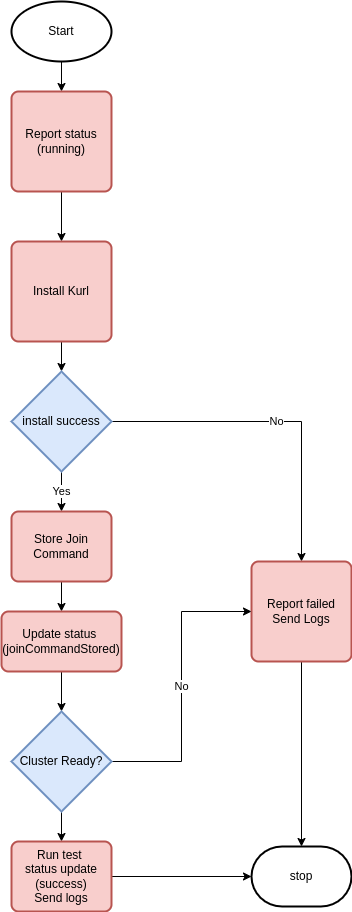 Start
Report status
(running)
Install Kurl
install success
No
Yes
Store Join
Command
Report failed
Send Logs
Update status
(joinCommandStored)
No
Cluster Ready?
Run test
status update
(success)
Send logs
stop